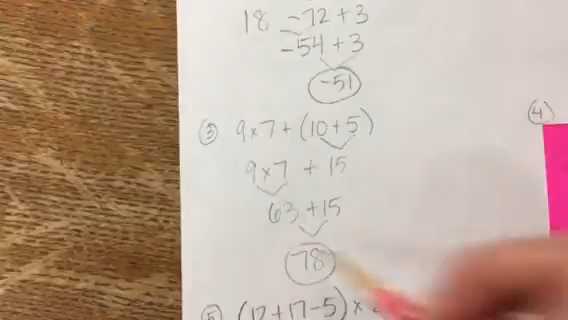 18 -72 + 3
-54 + 3
-51
③ 9 × 7 + (10 + 5)
9 × 7 + 15
63 + 15
78
④
⑤ (12 + 17 - 5) ×